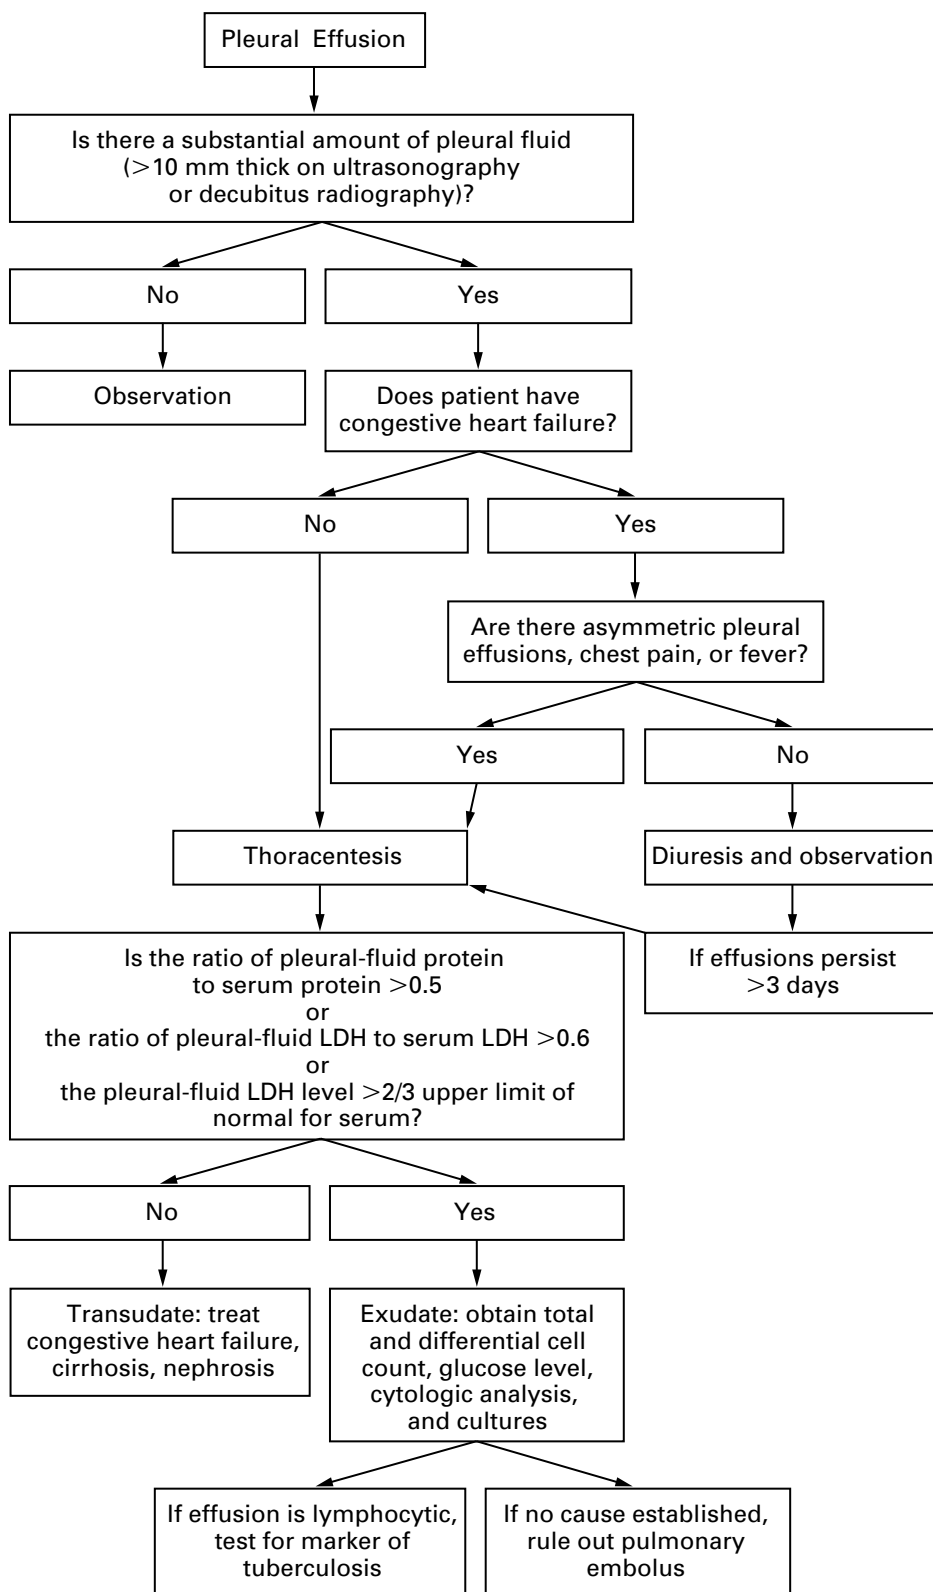 Pleural Effusion
Is there a substantial amount of pleural fluid
(>10 mm thick on ultrasonography
or decubitus radiography)?
No
Yes
Observation
Does patient have
congestive heart failure?
No
Yes
Are there asymmetric pleural
effusions, chest pain, or fever?
Yes
No
Thoracentesis
Diuresis and observation
Is the ratio of pleural-fluid protein
to serum protein >0.5
or
the ratio of pleural-fluid LDH to serum LDH >0.6
or
the pleural-fluid LDH level >2/3 upper limit of
normal for serum?
If effusions persist
>3 days
No
Yes
Transudate: treat
congestive heart failure,
cirrhosis, nephrosis
Exudate: obtain total
and differential cell
count, glucose level,
cytologic analysis,
and cultures
If effusion is lymphocytic,
test for marker of
tuberculosis
If no cause established,
rule out pulmonary
embolus